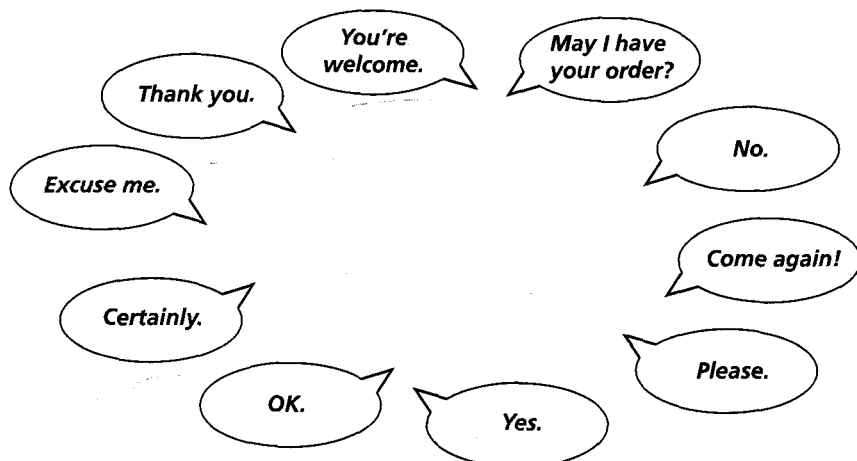 You're
welcome.
May I have
your order?
Thank you.
No.
Excuse me.
Come again!
Certainly.
Please.
OK.
Yes.